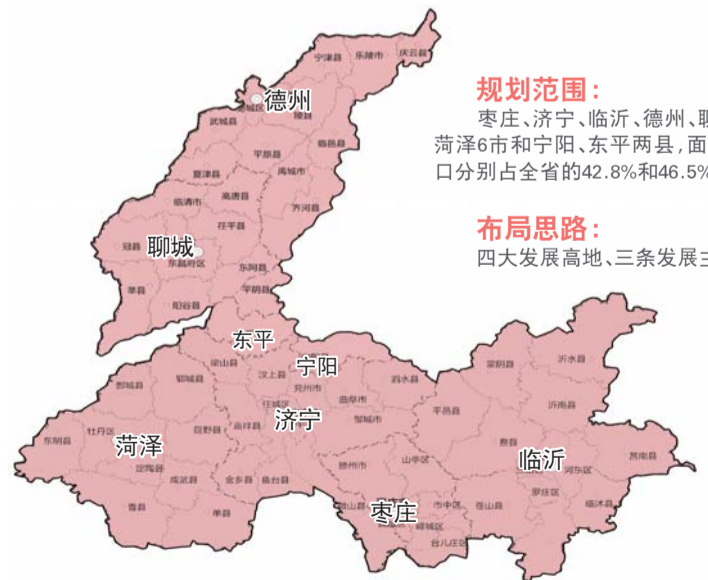 宁津县
乐陵市
庆云县
德州
陵县
武城县
平原县
临邑县
夏津县
禹城市
临清市
高唐县
齐河县
茌平县
冠县
聊城
东昌府区
东阿县
莘县
阳谷县
平阴县
规划范围：
枣庄、济宁、临沂、德州、聊
菏泽6市和宁阳、东平两县，面
口分别占全省的42.8%和46.5%
布局思路：
四大发展高地、三条发展主
东平
宁阳
梁山县
汶上县
兖州市
泗水县
蒙阴县
沂水县
鄄城县
郓城县
任城区
曲阜市
平邑县
沂南县
济宁
邹城市
东明县
牡丹区
菏泽
巨野县
嘉祥县
费县
临沂
莒南县
定陶县
成武县
金乡县
鱼台县
滕州市
山亭区
河东区
罗庄区
曹县
单县
枣庄
市中区
苍山县
临沭县
峄城区
台儿庄区